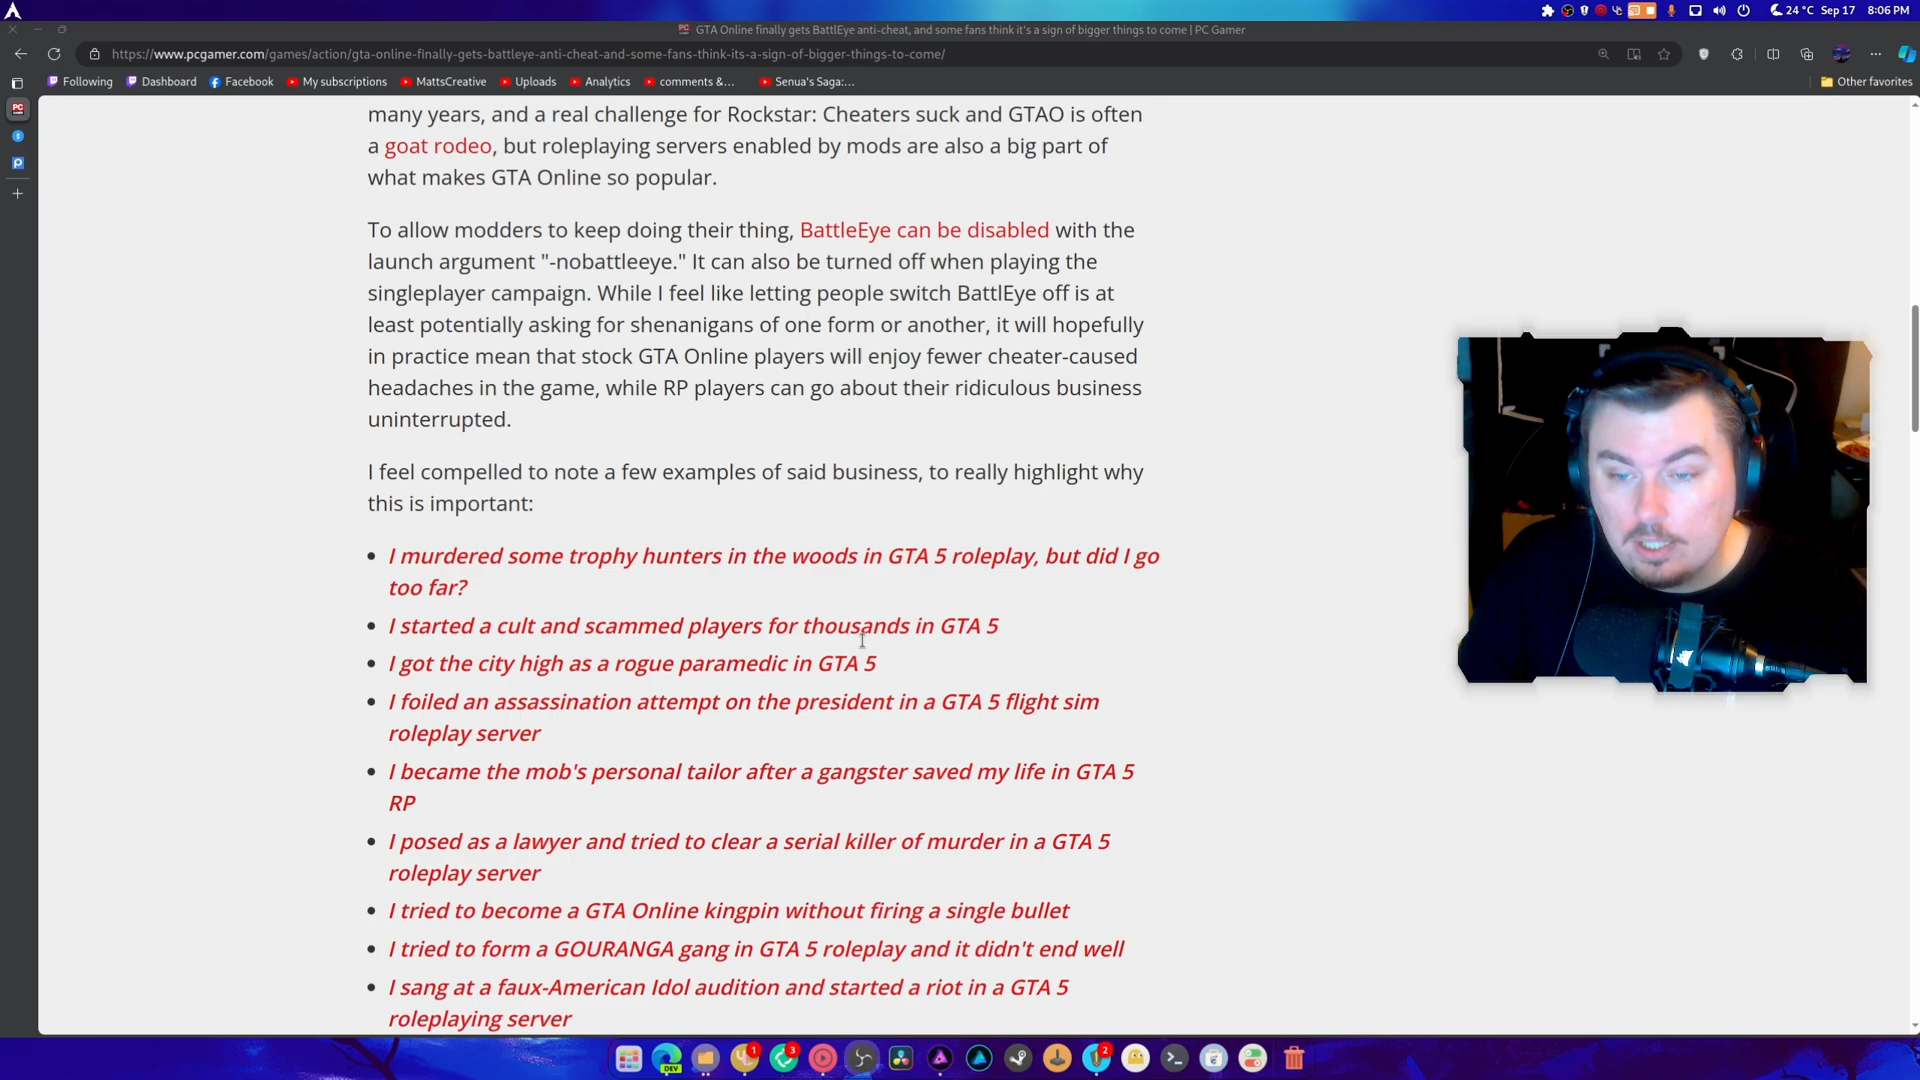 24 °C Sep 17 8:06 PM
GTA Online finally gets BattlEye anti-cheat, and some fans think it's a sign of bigger things to come | PC Gamer
https://www.pcgamer.com/games/action/gta-online-finally-gets-battleye-anti-cheat-and-some-fans-think-its-a-sign-of-bigger-things-to-come/
Following Dashboard Facebook My subscriptions MattsCreative Uploads Analytics comments &... Senua's Saga:... Other favorites
many years, and a real challenge for Rockstar: Cheaters suck and GTAO is often
a goat rodeo, but roleplaying servers enabled by mods are also a big part of
what makes GTA Online so popular.
To allow modders to keep doing their thing, BattleEye can be disabled with the
launch argument "-nobattleeye." It can also be turned off when playing the
singleplayer campaign. While I feel like letting people switch BattlEye off is at
least potentially asking for shenanigans of one form or another, it will hopefully
in practice mean that stock GTA Online players will enjoy fewer cheater-caused
headaches in the game, while RP players can go about their ridiculous business
uninterrupted.
I feel compelled to note a few examples of said business, to really highlight why
this is important:
• I murdered some trophy hunters in the woods in GTA 5 roleplay, but did I go
too far?
• I started a cult and scammed players for thousands in GTA 5
• I got the city high as a rogue paramedic in GTA 5
• I foiled an assassination attempt on the president in a GTA 5 flight sim
roleplay server
• I became the mob's personal tailor after a gangster saved my life in GTA 5
RP
• I posed as a lawyer and tried to clear a serial killer of murder in a GTA 5
roleplay server
• I tried to become a GTA Online kingpin without firing a single bullet
• I tried to form a GOURANGA gang in GTA 5 roleplay and it didn't end well
• I sang at a faux-American Idol audition and started a riot in a GTA 5
roleplaying server
DEV 1 3 2